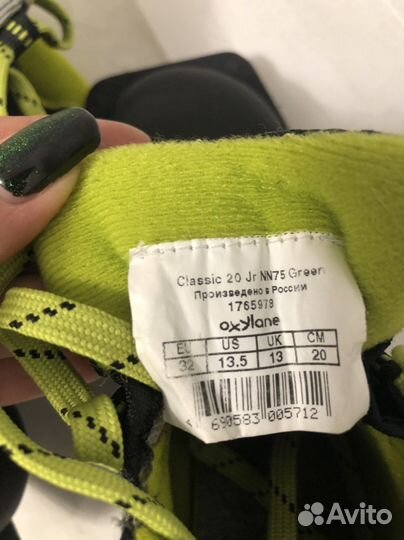 Classic 20 Jr NN75 Green
Произведено в России
1765979
oxylane
EU US UK CM
32 13.5 13 20
690583 005712
Avito